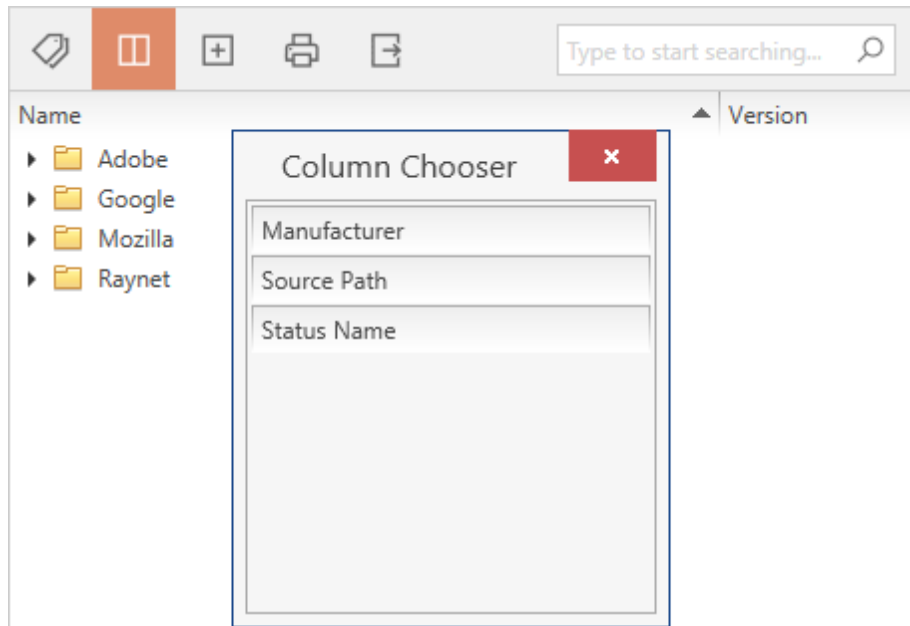 Type to start searching...
Name
Version
Adobe
Google
Mozilla
Raynet
Column Chooser
Manufacturer
Source Path
Status Name